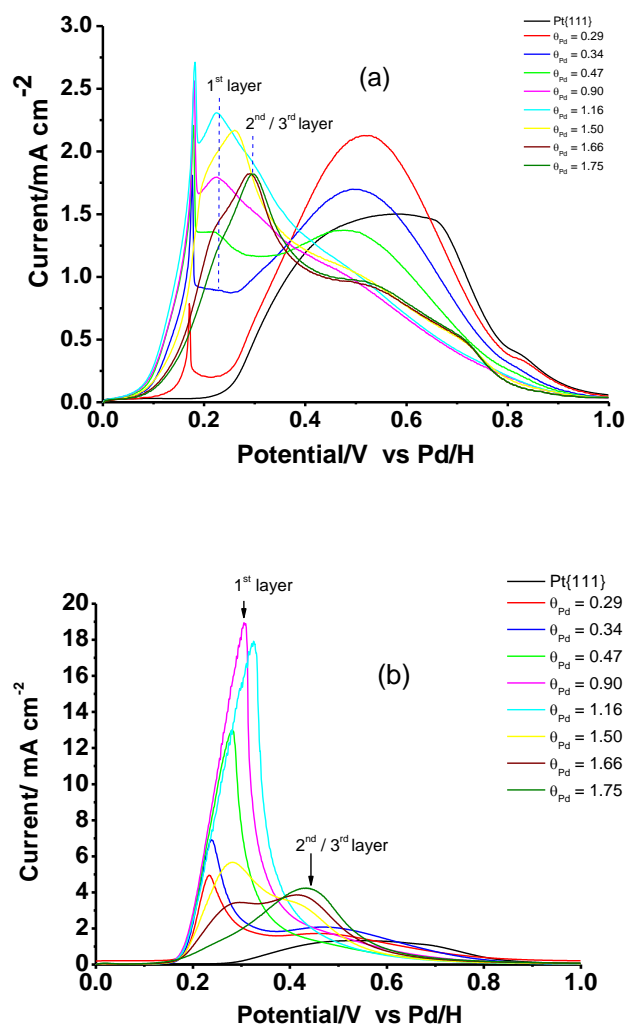 (a)
Current/mA cm-2
3.0
2.5
2.0
1.5
1.0
0.5
0.0
0.0 0.2 0.4 0.6 0.8 1.0
Potential/V vs Pd/H
1st layer
2nd / 3rd layer
Pt{111}
θPd = 0.29
θPd = 0.34
θPd = 0.47
θPd = 0.90
θPd = 1.16
θPd = 1.50
θPd = 1.66
θPd = 1.75
(b)
Current/ mA cm-2
20
18
16
14
12
10
8
6
4
2
0
0.0 0.2 0.4 0.6 0.8 1.0
Potential/V vs Pd/H
1st layer
2nd / 3rd layer
Pt{111}
θPd = 0.29
θPd = 0.34
θPd = 0.47
θPd = 0.90
θPd = 1.16
θPd = 1.50
θPd = 1.66
θPd = 1.75